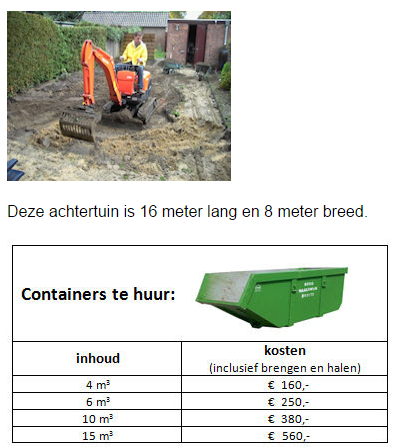 Deze achtertuin is 16 meter lang en 8 meter breed.
Containers te huur:
inhoud
kosten
(inclusief brengen en halen)
4 m³ € 160,-
6 m³ € 250,-
10 m³ € 380,-
15 m³ € 560,-